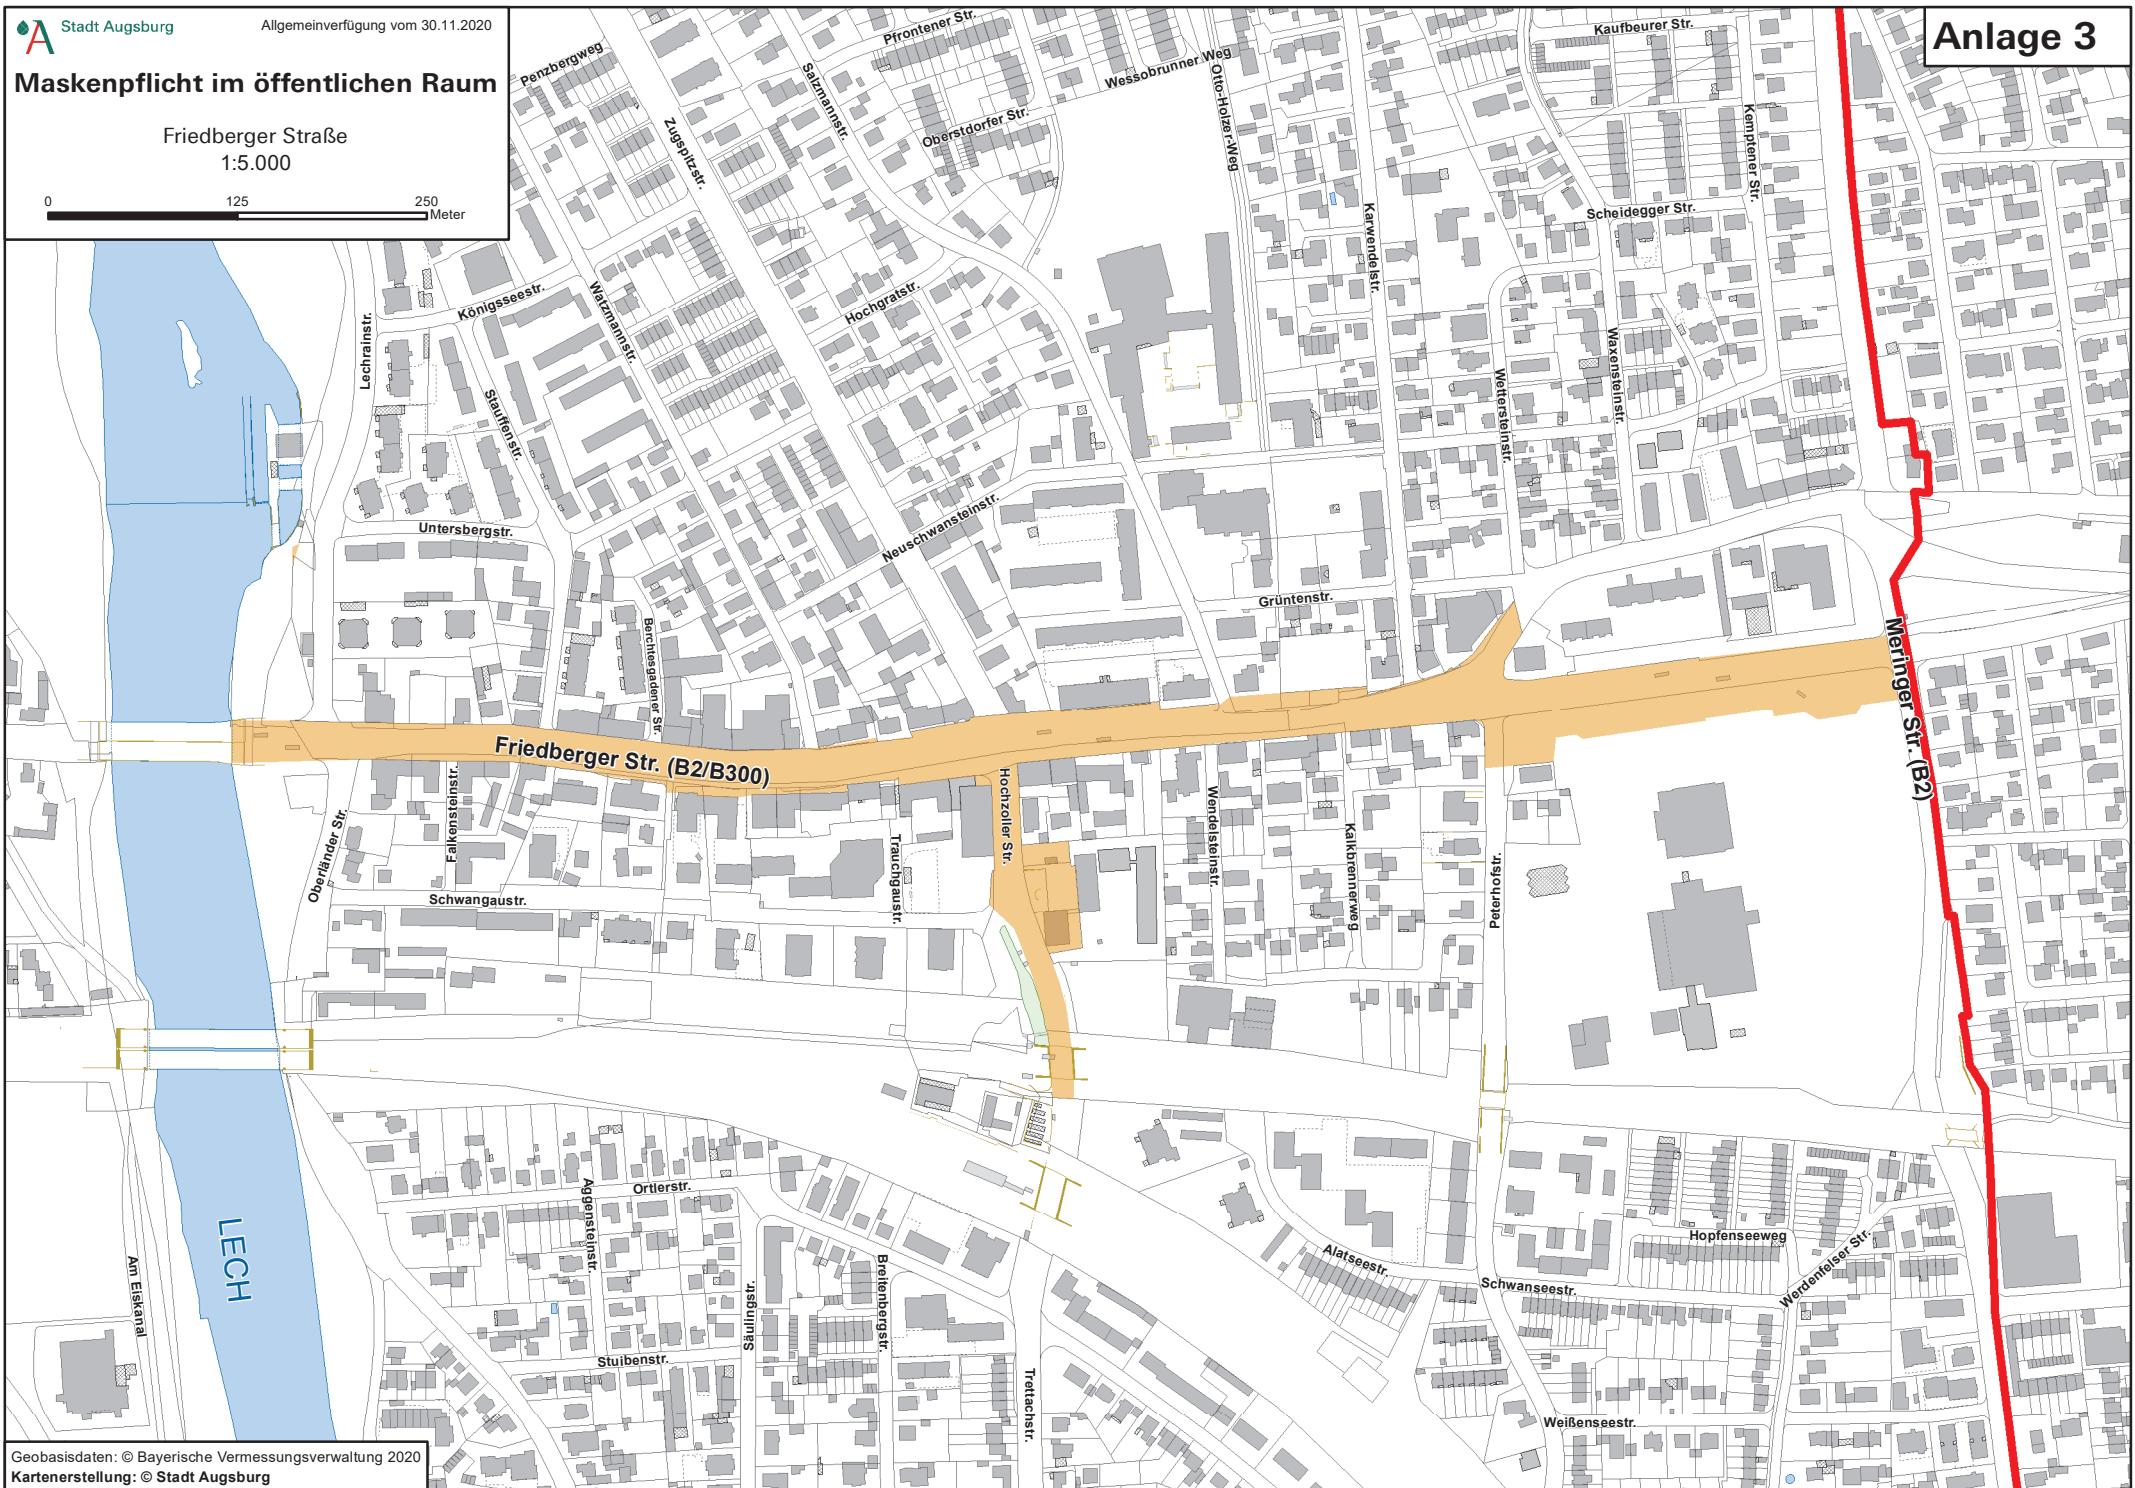 Stadt Augsburg
Allgemeinverfügung vom 30.11.2020
Maskenpflicht im öffentlichen Raum
Friedberger Straße
1:5.000
0 125 250
Meter
Anlage 3
Penzbergweg
Pfrontener Str.
Wessobrunner Weg
Kaufbeurer Str.
Salzmannstr.
Zugspitzstr.
Oberstdorfer Str.
Otto-Holzer-Weg
Kemptener Str.
Scheidegger Str.
Karwendelstr.
Königsseestr.
Watzmannstr.
Hochgratstr.
Lechrainstr.
Stauffenstr.
Waxensteinstr.
Wettersteinstr.
Untersbergstr.
Neuschwansteinstr.
Grüntenstr.
Berchtesgadener Str.
Meringer Str. (B2)
Friedberger Str. (B2/B300)
Hochzoller Str.
Oberländer Str.
Falkensteinstr.
Trauchgaustr.
Wendelsteinstr.
Kalkbrennerweg
Peterhofstr.
Schwangaustr.
Ortlerstr.
Aggensteinstr.
LECH
Am Eiskanal
Säulingstr.
Breitenbergstr.
Alatseestr.
Hopfenseeweg
Schwanseestr.
Werdenfelser Str.
Stuibenstr.
Trettachstr.
Weißenseestr.
Geobasisdaten: © Bayerische Vermessungsverwaltung 2020
Kartenerstellung: © Stadt Augsburg